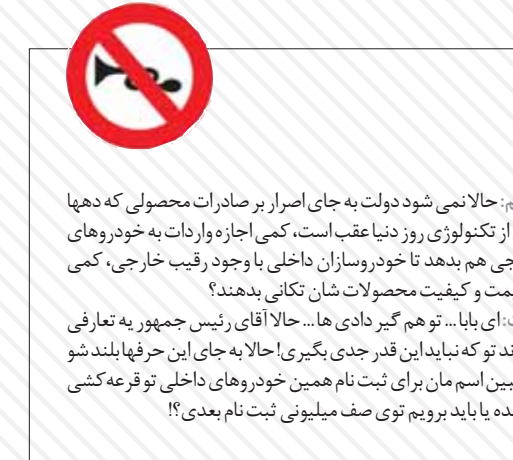 م: حالا نمی شود دولت به جای اصرار بر صادرات محصولی که دهها
از تکنولوژی روز دنیا عقب است، کمی اجازه واردات به خودروهای
جی هم بدهد تا خودروسازان داخلی با وجود رقیب خارجی، کمی
مت و کیفیت محصولات شان تکانی بدهند؟
ت: ای بابا... تو هم گیر دادی ها... حالا آقای رئیس جمهور یه تعارفی
ند تو که نباید این قدر جدی بگیری! حالا به جای این حرفها بلند شو
بین اسم مان برای ثبت نام همین خودروهای داخلی تو قرعه کشی
ده یا باید برویم توی صف میلیونی ثبت نام بعدی؟!